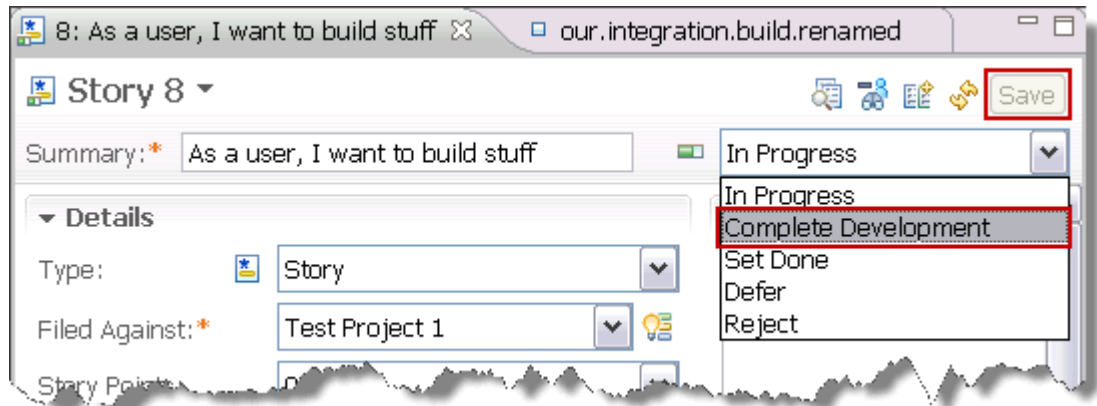 8: As a user, I want to build stuff our.integration.build.renamed
Story 8 Save
Summary:* As a user, I want to build stuff In Progress
In Progress
Details
Complete Development
Type: Story
Set Done
Defer
Filed Against:* Test Project 1
Reject